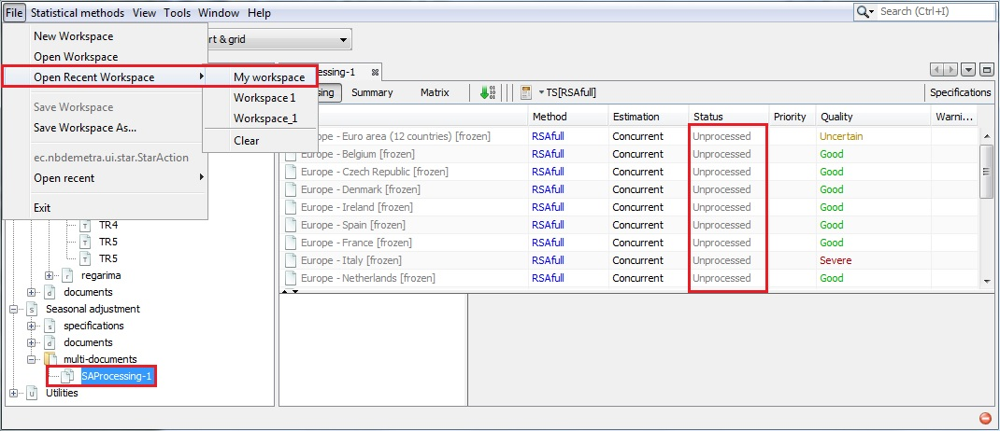 File Statistical methods View Tools Window Help Search (Ctrl+I)
New Workspace
Open Workspace
Open Recent Workspace
Save Workspace
Save Workspace As...
ec.nbdemetra.ui.star.StarAction
Open recent
Exit
My workspace
Workspace 1
Workspace_1
Clear
rt & grid
essing-1
sing Summary Matrix TS[RSAfull] Specifications
Method Estimation Status Priority Quality Warni...
Europe - Euro area (12 countries) [frozen] RSAfull Concurrent Unprocessed Uncertain
Europe - Belgium [frozen] RSAfull Concurrent Unprocessed Good
Europe - Czech Republic [frozen] RSAfull Concurrent Unprocessed Good
Europe - Denmark [frozen] RSAfull Concurrent Unprocessed Good
Europe - Ireland [frozen] RSAfull Concurrent Unprocessed Good
Europe - Spain [frozen] RSAfull Concurrent Unprocessed Good
Europe - France [frozen] RSAfull Concurrent Unprocessed Good
Europe - Italy [frozen] RSAfull Concurrent Unprocessed Severe
Europe - Netherlands [frozen] RSAfull Concurrent Unprocessed Good
TR4
TR5
TR5
regarima
documents
Seasonal adjustment
specifications
documents
multi-documents
SAProcessing-1
Utilities